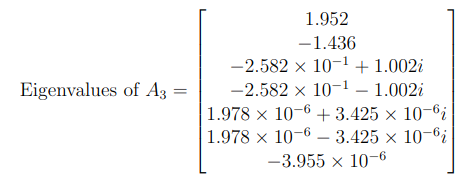 1.952
−1.436
−2.582 × 10⁻¹ + 1.002i
−2.582 × 10⁻¹ − 1.002i
Eigenvalues of A₃ =
1.978 × 10⁻⁶ + 3.425 × 10⁻⁶i
1.978 × 10⁻⁶ − 3.425 × 10⁻⁶i
−3.955 × 10⁻⁶